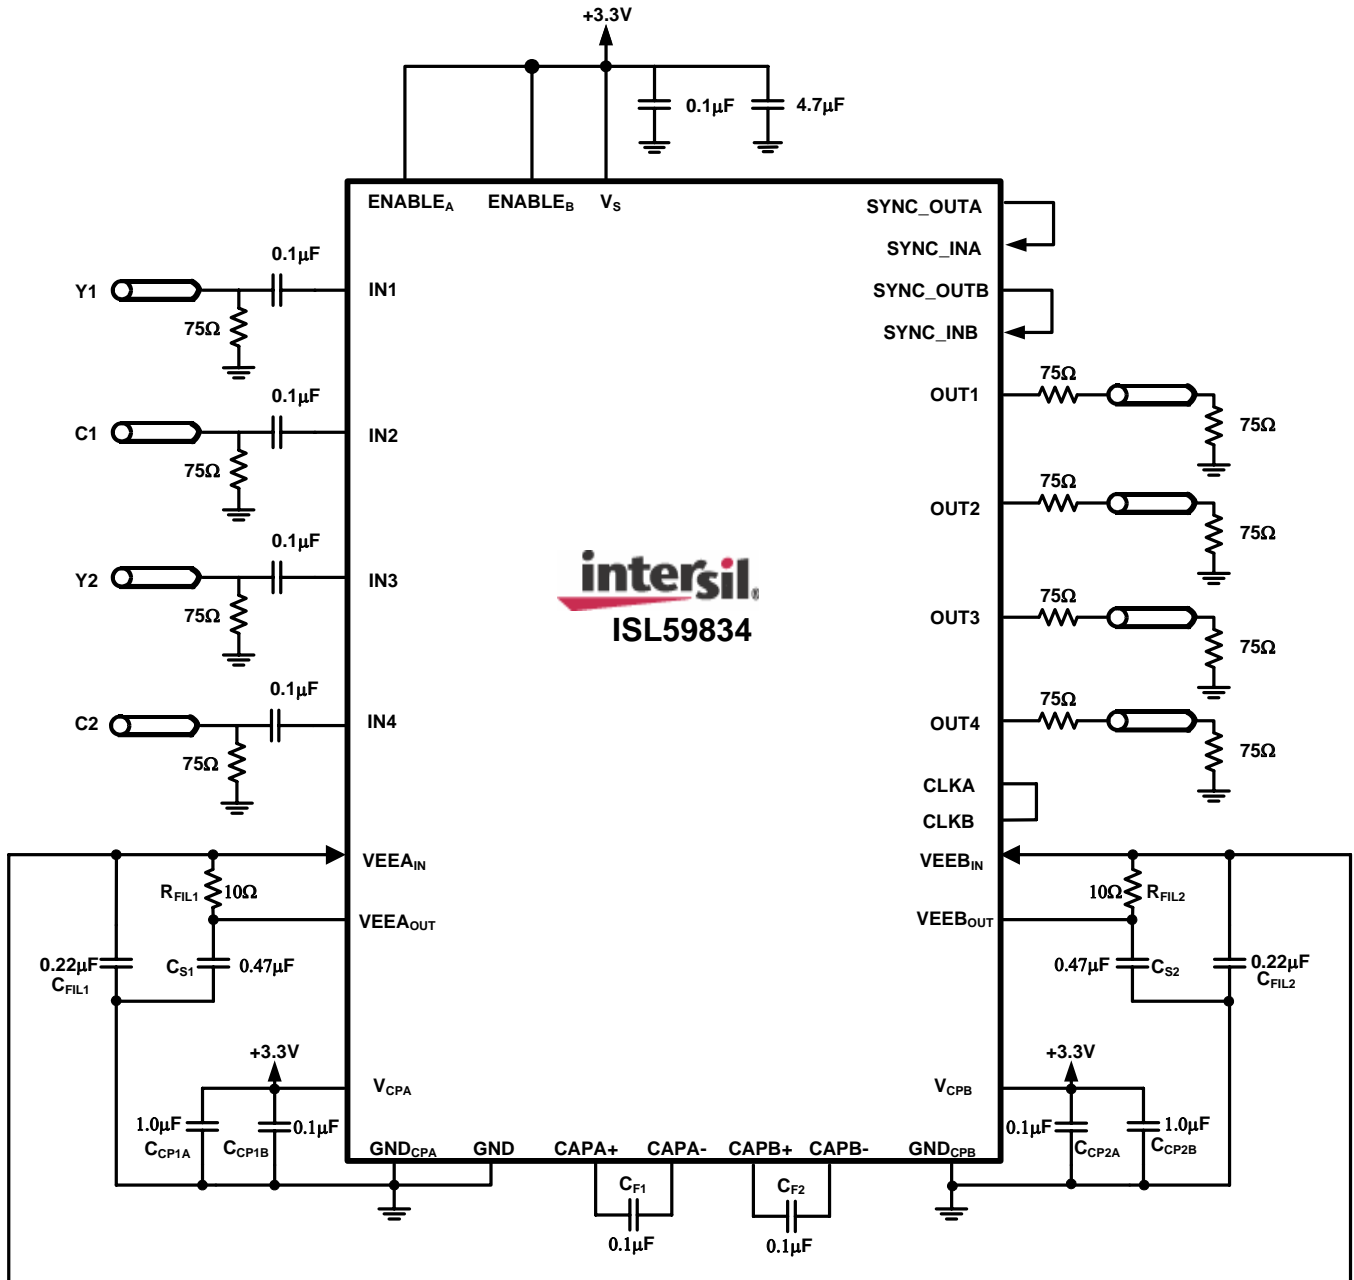 +3.3V
0.1μF
4.7μF
ENABLEA
ENABLEB
VS
SYNC_OUTA
SYNC_INA
SYNC_OUTB
SYNC_INB
0.1μF
Y1
IN1
75Ω
75Ω
OUT1
75Ω
0.1μF
C1
IN2
75Ω
75Ω
OUT2
75Ω
0.1μF
Y2
IN3
75Ω
intersil®
ISL59834
75Ω
OUT3
75Ω
0.1μF
C2
IN4
75Ω
75Ω
OUT4
75Ω
CLKA
CLKB
VEEAIN
VEEBIN
RFIL1
10Ω
10Ω
RFIL2
VEEAOUT
VEEBOUT
0.22μF
CFIL1
CS1
0.47μF
0.47μF
CS2
0.22μF
CFIL2
+3.3V
+3.3V
VCPA
VCPB
1.0μF
CCP1A
CCP1B
0.1μF
0.1μF
CCP2A
1.0μF
CCP2B
GNDCPA
GND
CAPA+
CAPA-
CAPB+
CAPB-
GNDCPB
CF1
CF2
0.1μF
0.1μF